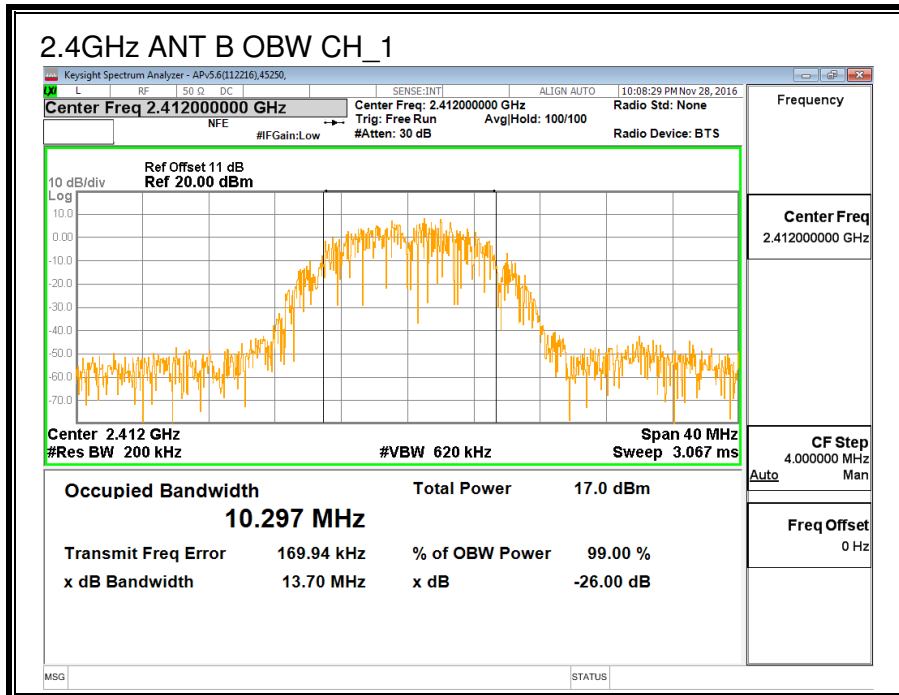 2.4GHz ANT B OBW CH_1
Keysight Spectrum Analyzer - APv5.6(112216),45250,
LXI L RF 50 Ω DC SENSE:INT ALIGN AUTO 10:08:29 PM Nov 28, 2016
Center Freq 2.412000000 GHz
NFE
#IFGain:Low
Center Freq: 2.412000000 GHz
Trig: Free Run Avg|Hold: 100/100
#Atten: 30 dB
Radio Std: None
Radio Device: BTS
Ref Offset 11 dB
10 dB/div Ref 20.00 dBm
Log
10.0
0.00
-10.0
-20.0
-30.0
-40.0
-50.0
-60.0
-70.0
Center 2.412 GHz Span 40 MHz
#Res BW 200 kHz #VBW 620 kHz Sweep 3.067 ms
Occupied Bandwidth Total Power 17.0 dBm
10.297 MHz
Transmit Freq Error 169.94 kHz % of OBW Power 99.00 %
x dB Bandwidth 13.70 MHz x dB -26.00 dB
MSG STATUS
Frequency
Center Freq
2.412000000 GHz
CF Step
4.000000 MHz
Auto Man
Freq Offset
0 Hz